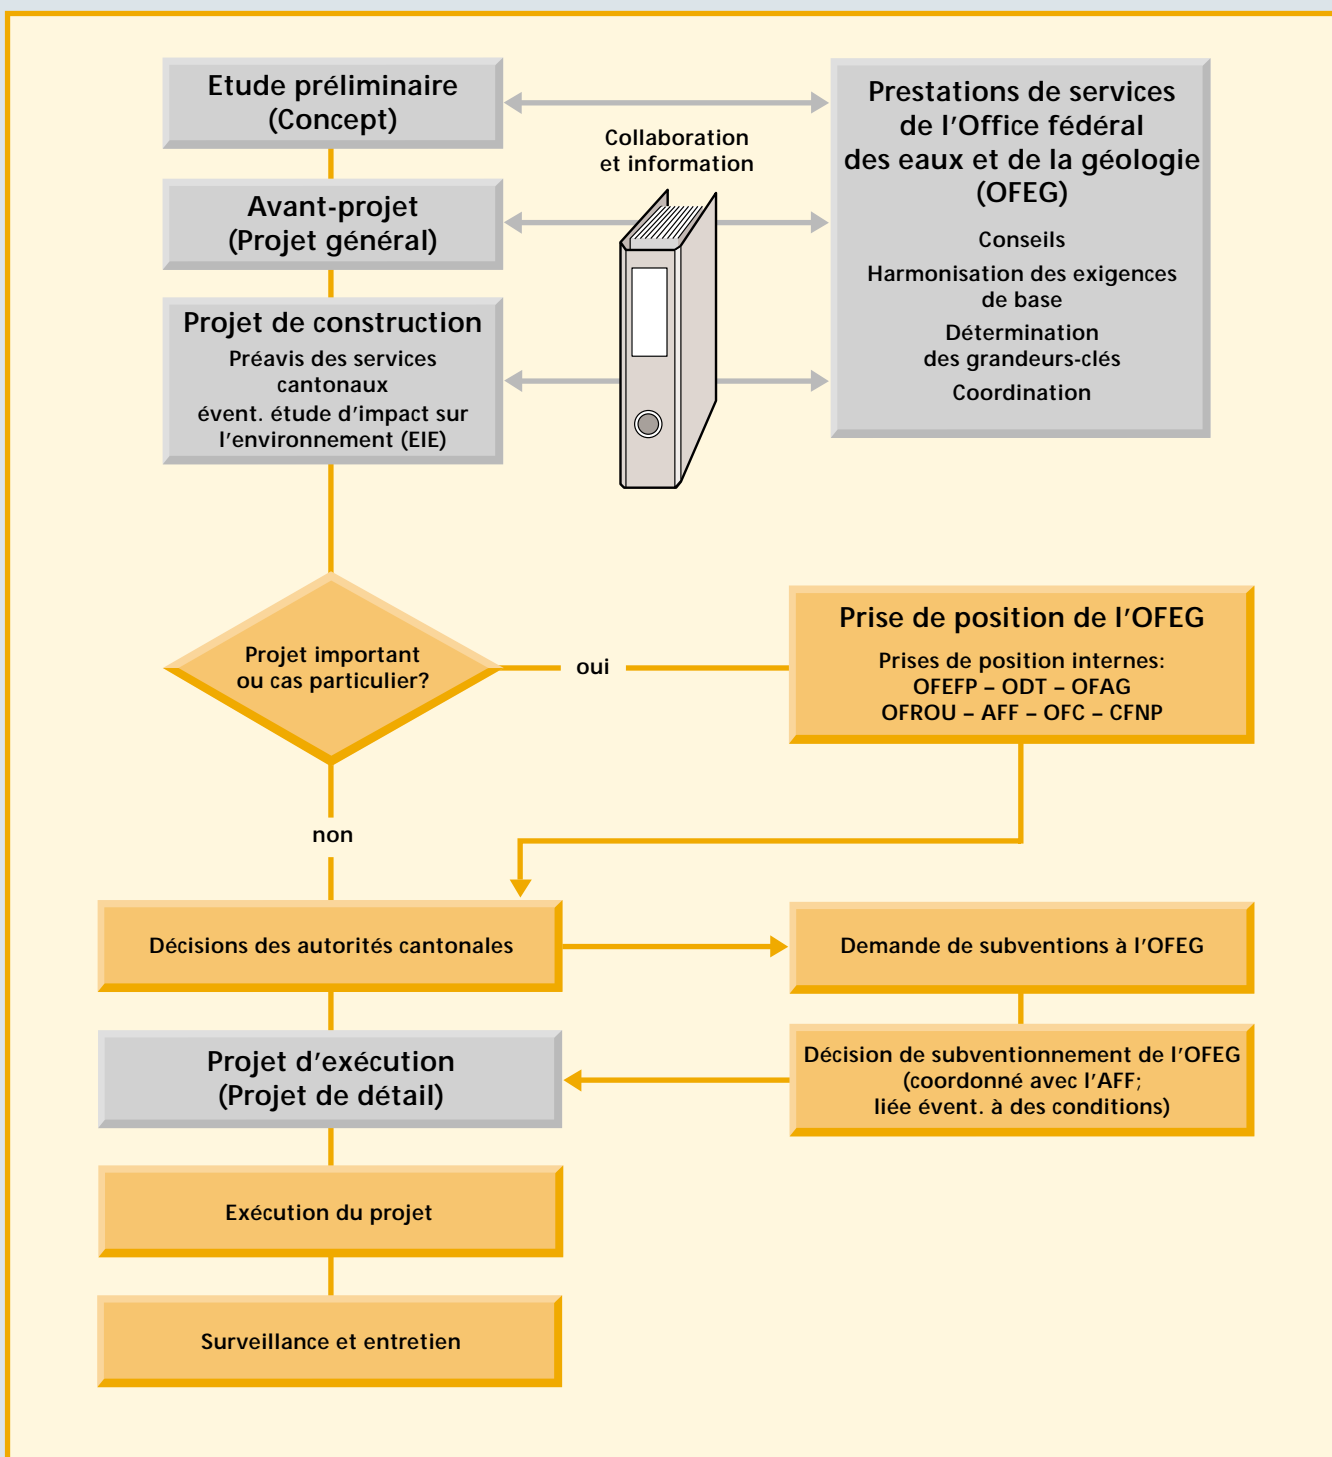 Etude préliminaire
(Concept)
Collaboration
et information
Prestations de services
de l'Office fédéral
des eaux et de la géologie
(OFEG)
Conseils
Harmonisation des exigences
de base
Détermination
des grandeurs-clés
Coordination
Avant-projet
(Projet général)
Projet de construction
Préavis des services
cantonaux
évent. étude d'impact sur
l'environnement (EIE)
Projet important
ou cas particulier?
oui
Prise de position de l'OFEG
Prises de position internes:
OFEFP – ODT – OFAG
OFROU – AFF – OFC – CFNP
non
Décisions des autorités cantonales
Demande de subventions à l'OFEG
Décision de subventionnement de l'OFEG
(coordonné avec l'AFF;
liée évent. à des conditions)
Projet d'exécution
(Projet de détail)
Exécution du projet
Surveillance et entretien